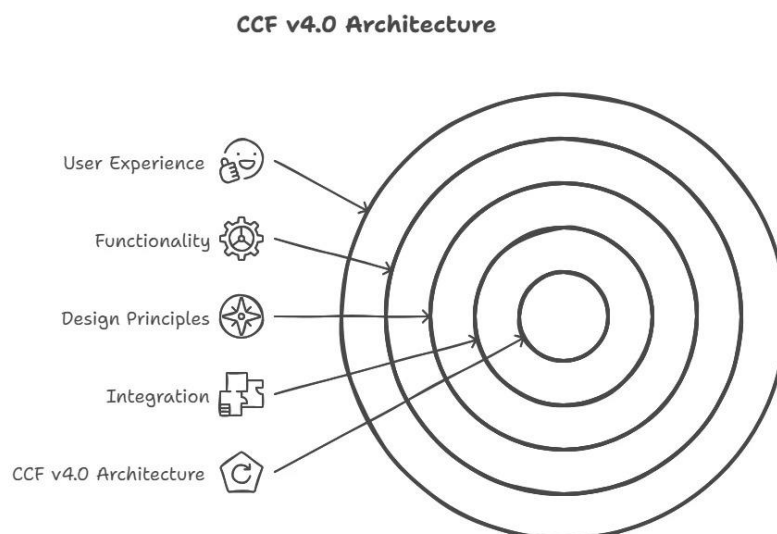 CCF v4.0 Architecture
User Experience
Functionality
Design Principles
Integration
CCF v4.0 Architecture